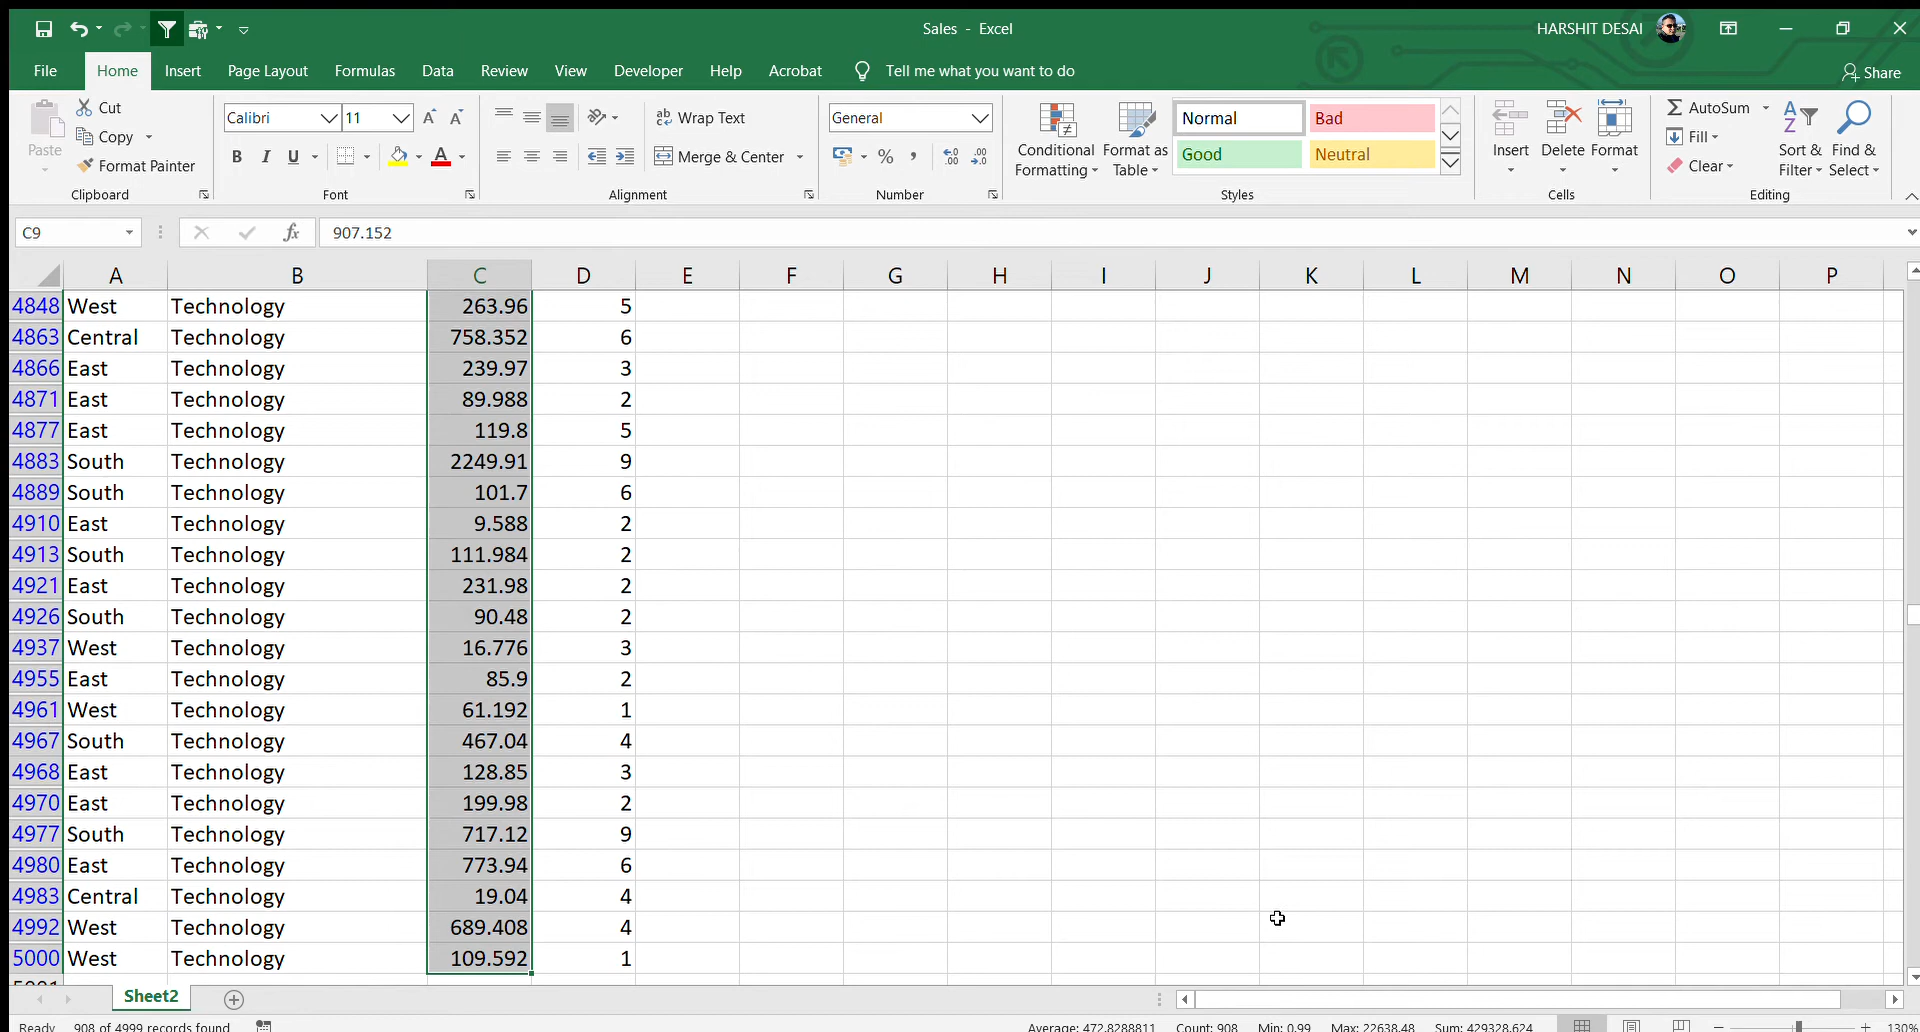 Sales - Excel
HARSHIT DESAI
File Home Insert Page Layout Formulas Data Review View Developer Help Acrobat Tell me what you want to do Share
Paste
Cut
Copy
Format Painter
Clipboard
Calibri 11
B I U A
Font
ab Wrap Text
Merge & Center
Alignment
General
% ,
Number
Conditional Formatting
Format as Table
Normal Bad
Good Neutral
Styles
Insert Delete Format
Cells
AutoSum
Fill
Clear
Sort & Filter
Find & Select
Editing
C9 fx 907.152
A B C D E F G H I J K L M N O P
4848 West Technology 263.96 5
4863 Central Technology 758.352 6
4866 East Technology 239.97 3
4871 East Technology 89.988 2
4877 East Technology 119.8 5
4883 South Technology 2249.91 9
4889 South Technology 101.7 6
4910 East Technology 9.588 2
4913 South Technology 111.984 2
4921 East Technology 231.98 2
4926 South Technology 90.48 2
4937 West Technology 16.776 3
4955 East Technology 85.9 2
4961 West Technology 61.192 1
4967 South Technology 467.04 4
4968 East Technology 128.85 3
4970 East Technology 199.98 2
4977 South Technology 717.12 9
4980 East Technology 773.94 6
4983 Central Technology 19.04 4
4992 West Technology 689.408 4
5000 West Technology 109.592 1
Sheet2
Ready 908 of 4999 records found Average: 472.8288811 Count: 908 Min: 0.99 Max: 22638.48 Sum: 429328.624 130%